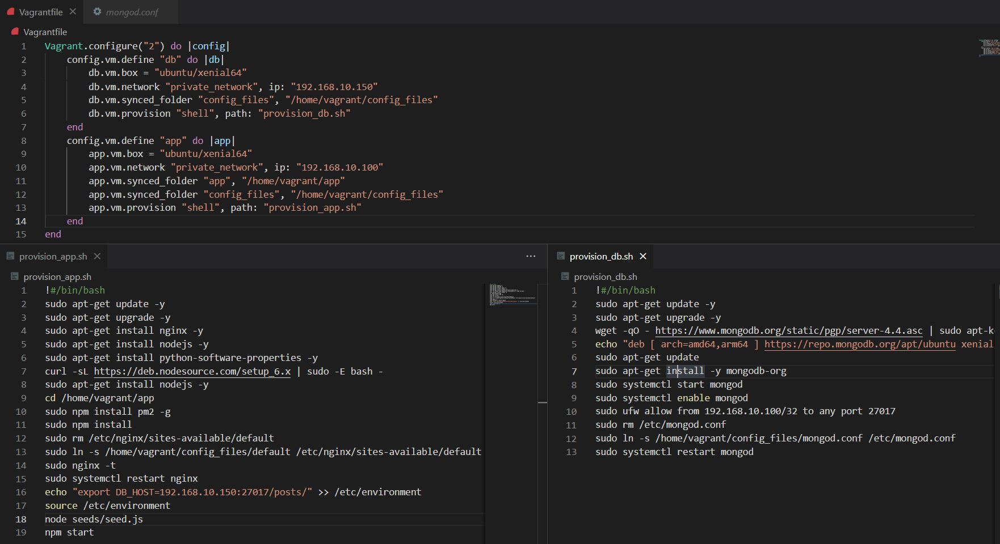 Vagrantfile
mongod.conf
Vagrantfile
1 Vagrant.configure("2") do |config|
2 config.vm.define "db" do |db|
3 db.vm.box = "ubuntu/xenial64"
4 db.vm.network "private_network", ip: "192.168.10.150"
5 db.vm.synced_folder "config_files", "/home/vagrant/config_files"
6 db.vm.provision "shell", path: "provision_db.sh"
7 end
8 config.vm.define "app" do |app|
9 app.vm.box = "ubuntu/xenial64"
10 app.vm.network "private_network", ip: "192.168.10.100"
11 app.vm.synced_folder "app", "/home/vagrant/app"
12 app.vm.synced_folder "config_files", "/home/vagrant/config_files"
13 app.vm.provision "shell", path: "provision_app.sh"
14 end
15 end
provision_app.sh
provision_app.sh
1 !#/bin/bash
2 sudo apt-get update -y
3 sudo apt-get upgrade -y
4 sudo apt-get install nginx -y
5 sudo apt-get install nodejs -y
6 sudo apt-get install python-software-properties -y
7 curl -sL https://deb.nodesource.com/setup_6.x | sudo -E bash -
8 sudo apt-get install nodejs -y
9 cd /home/vagrant/app
10 sudo npm install pm2 -g
11 sudo npm install
12 sudo rm /etc/nginx/sites-available/default
13 sudo ln -s /home/vagrant/config_files/default /etc/nginx/sites-available/default
14 sudo nginx -t
15 sudo systemctl restart nginx
16 echo "export DB_HOST=192.168.10.150:27017/posts/" >> /etc/environment
17 source /etc/environment
18 node seeds/seed.js
19 npm start
provision_db.sh
provision_db.sh
1 !#/bin/bash
2 sudo apt-get update -y
3 sudo apt-get upgrade -y
4 wget -qO - https://www.mongodb.org/static/pgp/server-4.4.asc | sudo apt-k
5 echo "deb [ arch=amd64,arm64 ] https://repo.mongodb.org/apt/ubuntu xenial
6 sudo apt-get update
7 sudo apt-get install -y mongodb-org
8 sudo systemctl start mongod
9 sudo systemctl enable mongod
10 sudo ufw allow from 192.168.10.100/32 to any port 27017
11 sudo rm /etc/mongod.conf
12 sudo ln -s /home/vagrant/config_files/mongod.conf /etc/mongod.conf
13 sudo systemctl restart mongod